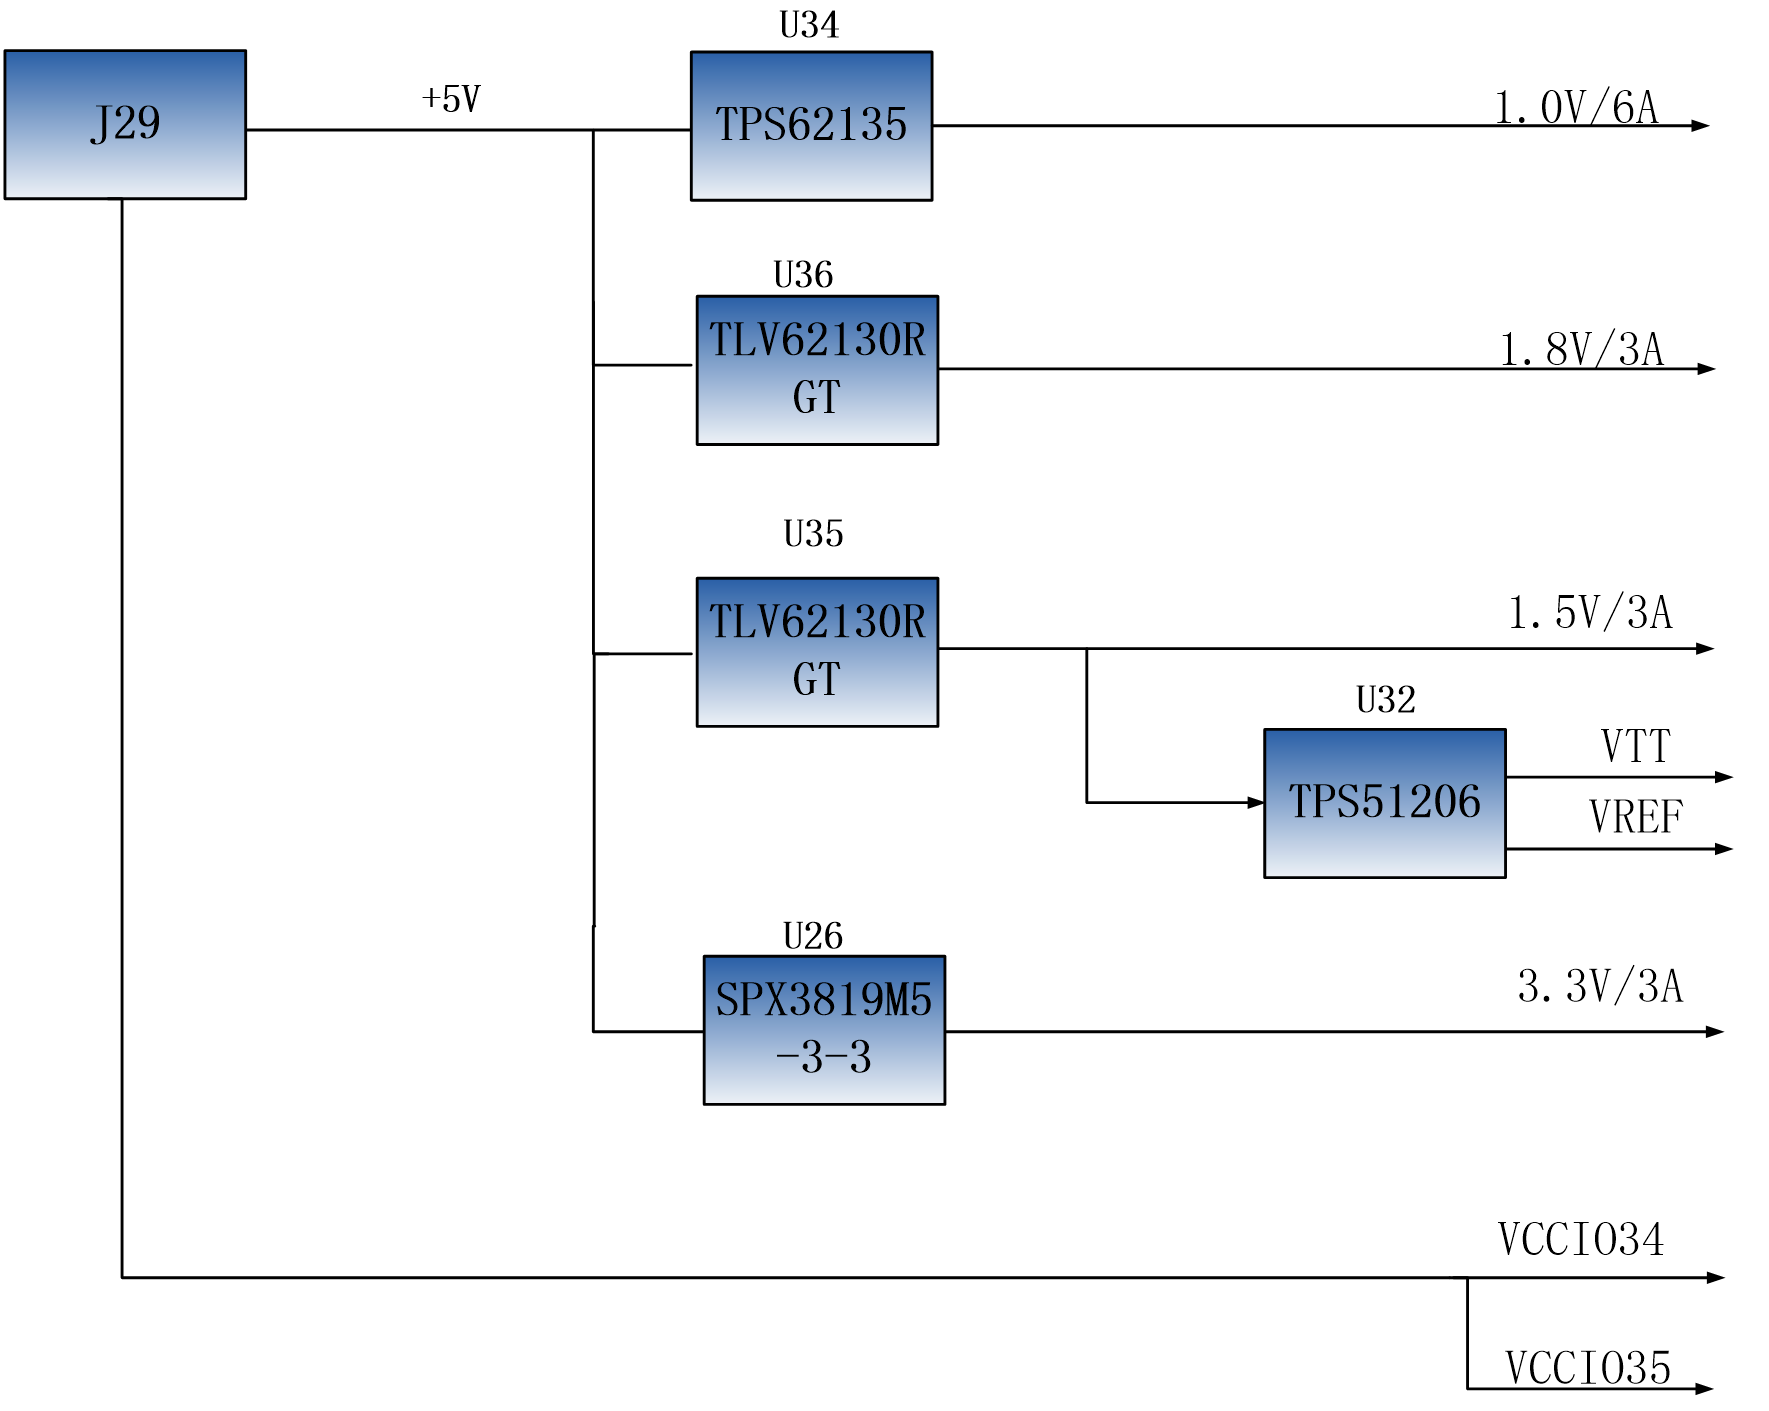 U34
J29
+5V
TPS62135
1.0V/6A
U36
TLV62130R
GT
1.8V/3A
U35
TLV62130R
GT
1.5V/3A
U32
TPS51206
VTT
VREF
U26
SPX3819M5
-3-3
3.3V/3A
VCCIO34
VCCIO35